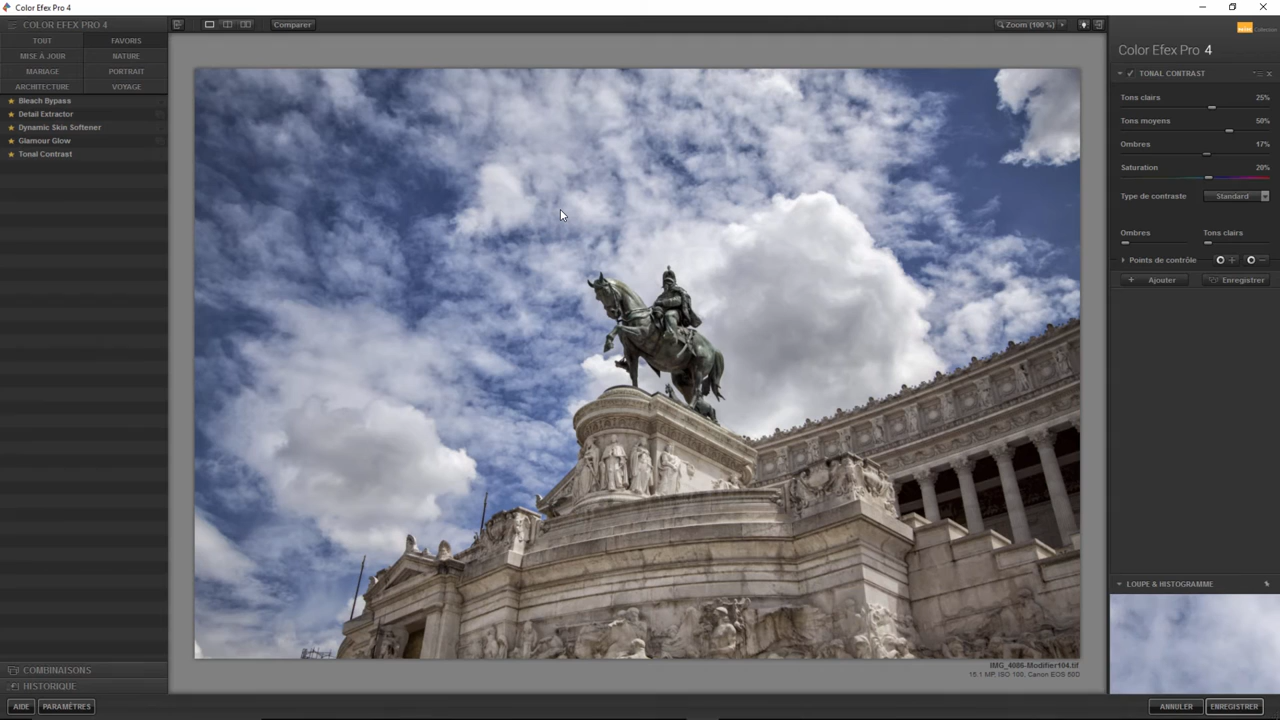 Color Efex Pro 4
COLOR EFEX PRO 4
Comparer
Zoom (100 %)
TOUT
FAVORIS
MISE À JOUR
NATURE
MARIAGE
PORTRAIT
ARCHITECTURE
VOYAGE
Bleach Bypass
Detail Extractor
Dynamic Skin Softener
Glamour Glow
Tonal Contrast
COMBINAISONS
HISTORIQUE
AIDE
PARAMÈTRES
IMG_4086-Modifier104.tif
15.1 MP, ISO 100, Canon EOS 50D
Collection
Color Efex Pro 4
TONAL CONTRAST
Tons clairs 25%
Tons moyens 50%
Ombres 17%
Saturation 20%
Type de contraste Standard
Ombres Tons clairs
Points de contrôle
Ajouter Enregistrer
LOUPE & HISTOGRAMME
ANNULER ENREGISTRER